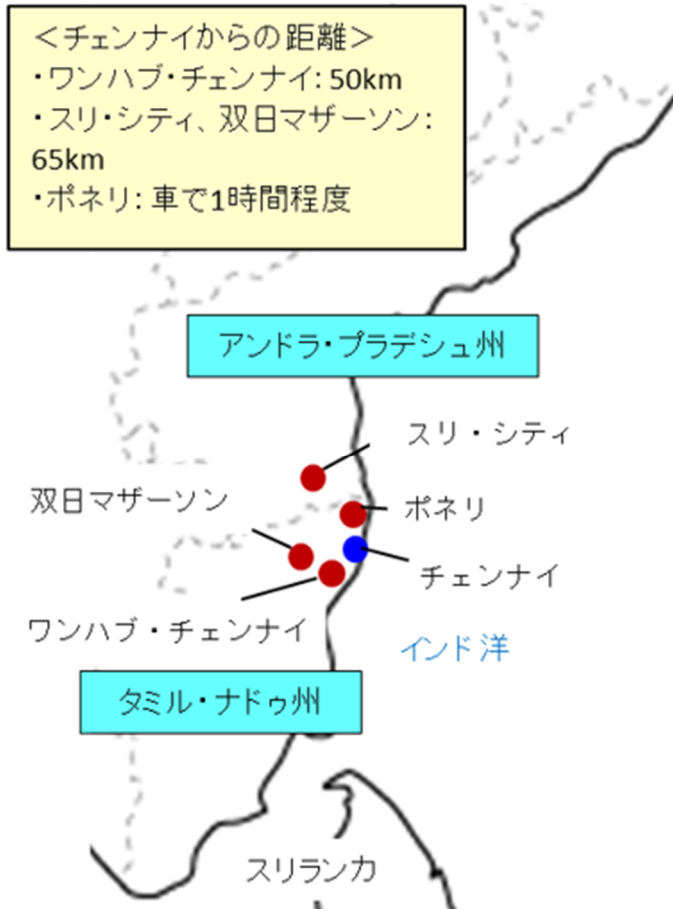 ＜チェンナイからの距離＞
・ワンハブ・チェンナイ：50km
・スリ・シティ、双日マザーソン：
65km
・ポネリ：車で1時間程度
アンドラ・プラデシュ州
スリ・シティ
双日マザーソン
ポネリ
チェンナイ
ワンハブ・チェンナイ
インド洋
タミル・ナドゥ州
スリランカ